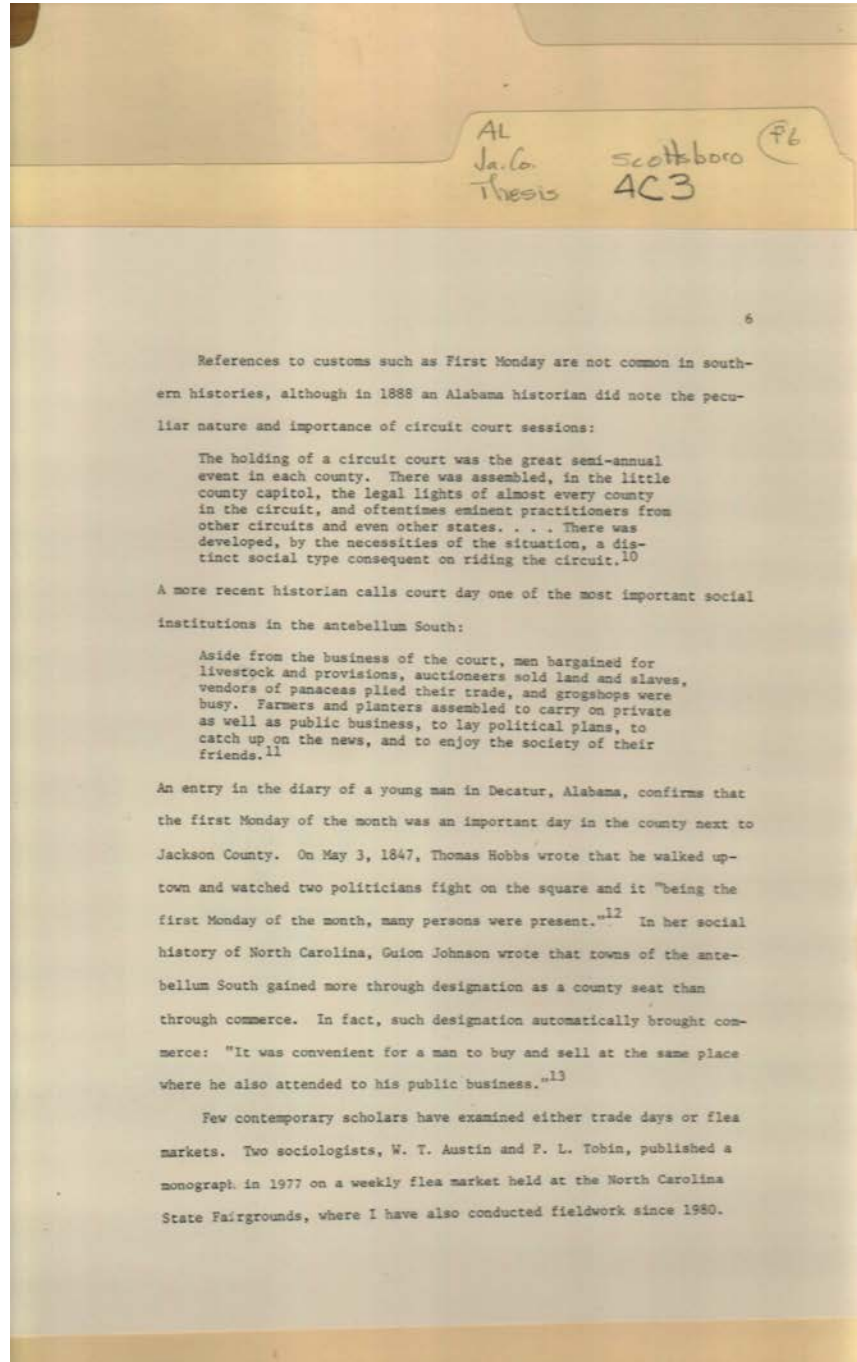 AL
Ja. Co. Scottsboro P6
Thesis 4C3
6
References to customs such as First Monday are not common in south-
ern histories, although in 1888 an Alabama historian did note the pecu-
liar nature and importance of circuit court sessions:
The holding of a circuit court was the great semi-annual
event in each county. There was assembled, in the little
county capitol, the legal lights of almost every county
in the circuit, and oftentimes eminent practitioners from
other circuits and even other states. . . . There was
developed, by the necessities of the situation, a dis-
tinct social type consequent on riding the circuit.10
A more recent historian calls court day one of the most important social
institutions in the antebellum South:
Aside from the business of the court, men bargained for
livestock and provisions, auctioneers sold land and slaves,
vendors of panaceas plied their trade, and grogshops were
busy. Farmers and planters assembled to carry on private
as well as public business, to lay political plans, to
catch up on the news, and to enjoy the society of their
friends.11
An entry in the diary of a young man in Decatur, Alabama, confirms that
the first Monday of the month was an important day in the county next to
Jackson County. On May 3, 1847, Thomas Hobbs wrote that he walked up-
town and watched two politicians fight on the square and it "being the
first Monday of the month, many persons were present."12 In her social
history of North Carolina, Guion Johnson wrote that towns of the ante-
bellum South gained more through designation as a county seat than
through commerce. In fact, such designation automatically brought com-
merce: "It was convenient for a man to buy and sell at the same place
where he also attended to his public business."13
Few contemporary scholars have examined either trade days or flea
markets. Two sociologists, W. T. Austin and P. L. Tobin, published a
monograph in 1977 on a weekly flea market held at the North Carolina
State Fairgrounds, where I have also conducted fieldwork since 1980.